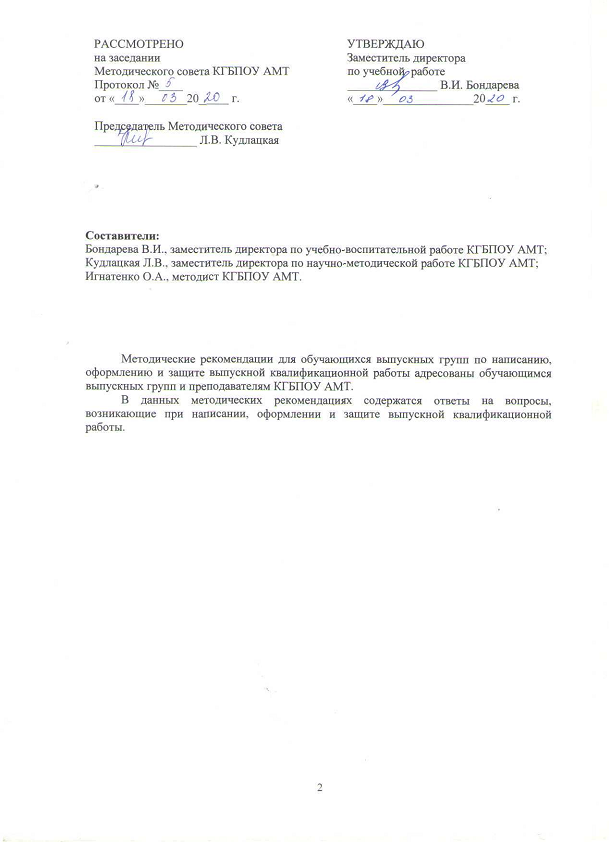 РАССМОТРЕНО
на заседании
Методического совета КГБПОУ АМТ
Протокол № 5
от « 18 » 03 20 20 г.
Председатель Методического совета
Л.В. Кудлацкая
УТВЕРЖДАЮ
Заместитель директора
по учебной работе
В.И. Бондарева
« 18 » 03 20 20 г.
Составители:
Бондарева В.И., заместитель директора по учебно-воспитательной работе КГБПОУ АМТ;
Кудлацкая Л.В., заместитель директора по научно-методической работе КГБПОУ АМТ;
Игнатенко О.А., методист КГБПОУ АМТ.
Методические рекомендации для обучающихся выпускных групп по написанию,
оформлению и защите выпускной квалификационной работы адресованы обучающимся
выпускных групп и преподавателям КГБПОУ АМТ.
В данных методических рекомендациях содержатся ответы на вопросы,
возникающие при написании, оформлении и защите выпускной квалификационной
работы.
2